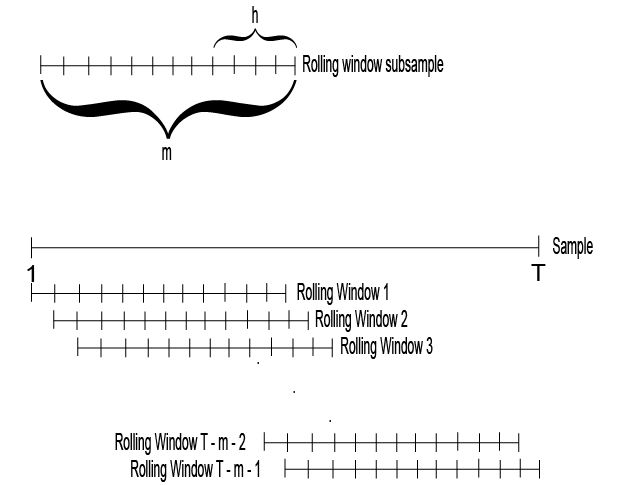 h
Rolling window subsample
m
Sample
1
T
Rolling Window 1
Rolling Window 2
Rolling Window 3
Rolling Window T - m - 2
Rolling Window T - m - 1